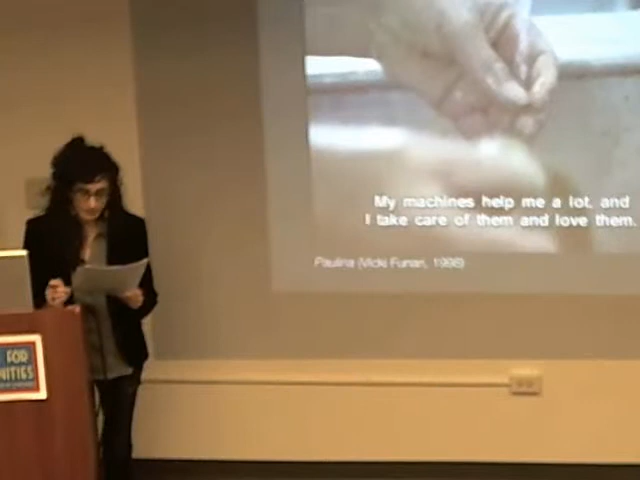 My machines help me a lot, and
I take care of them and love them.
Paulina (Vicki Funari, 1998)
FOR
NITIES